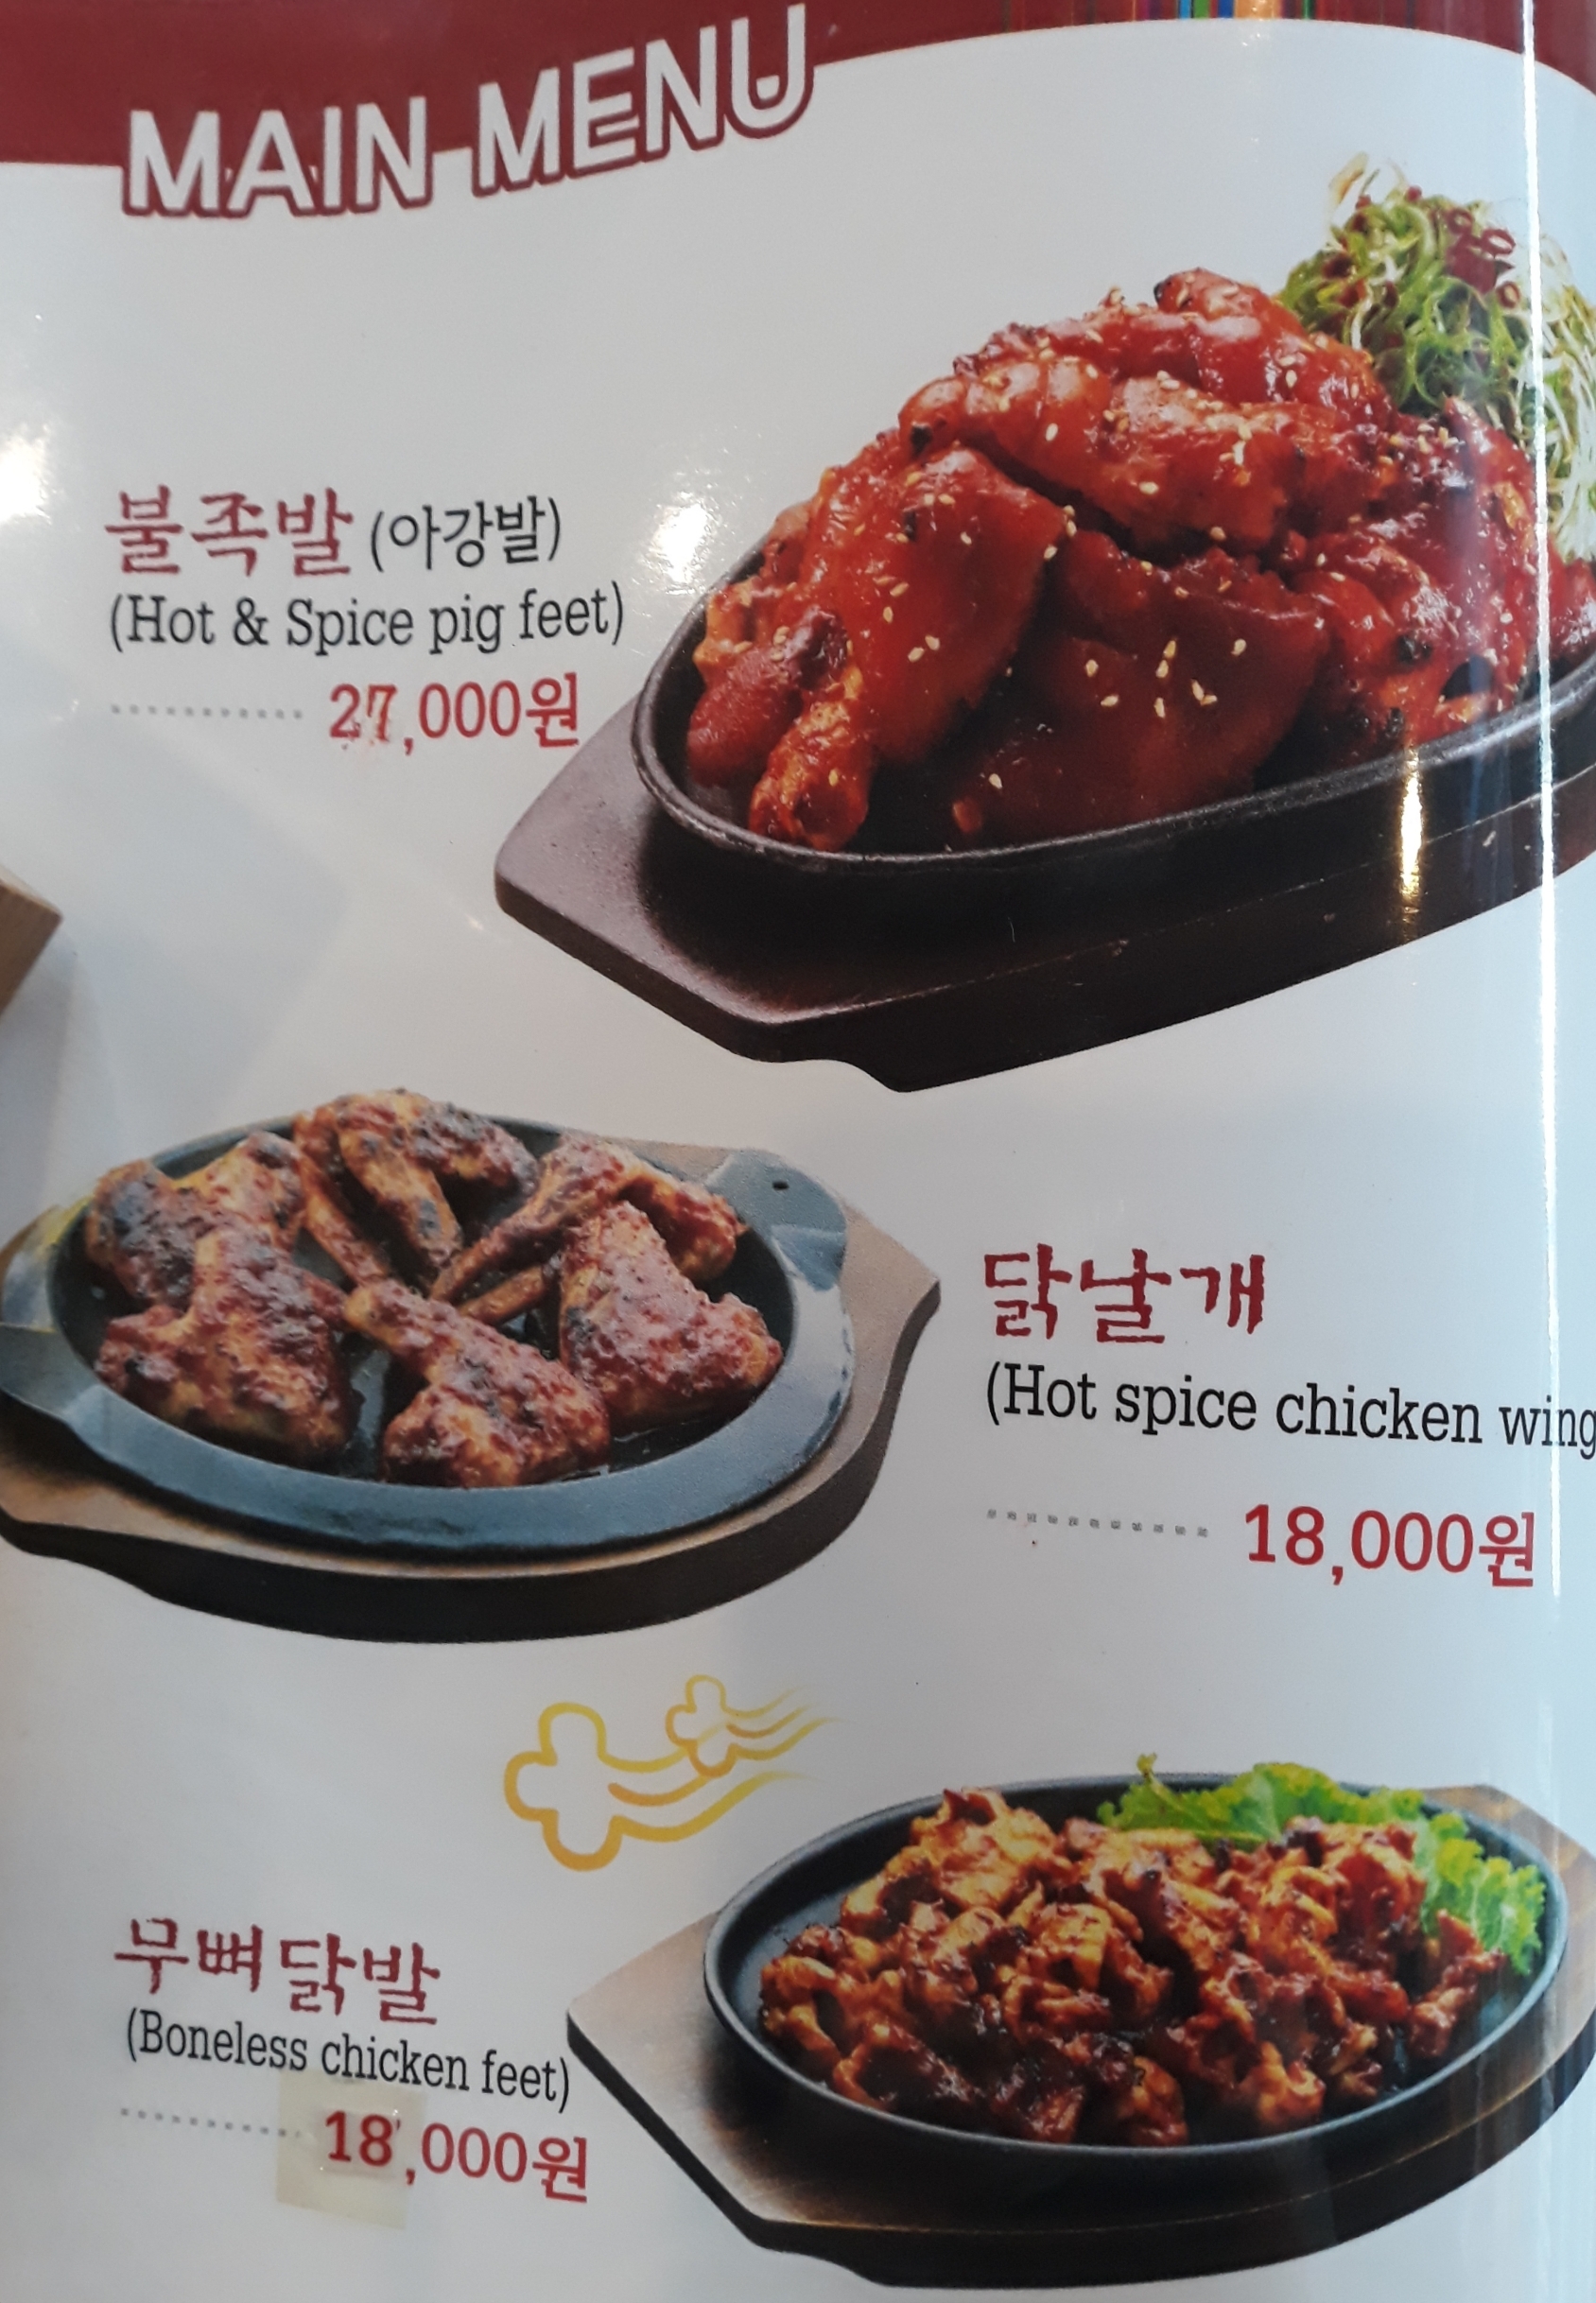 MAIN MENU
불족발 (아강발)
(Hot & Spice pig feet)
27,000원
닭날개
(Hot spice chicken wing
18,000원
무뼈닭발
(Boneless chicken feet)
18,000원